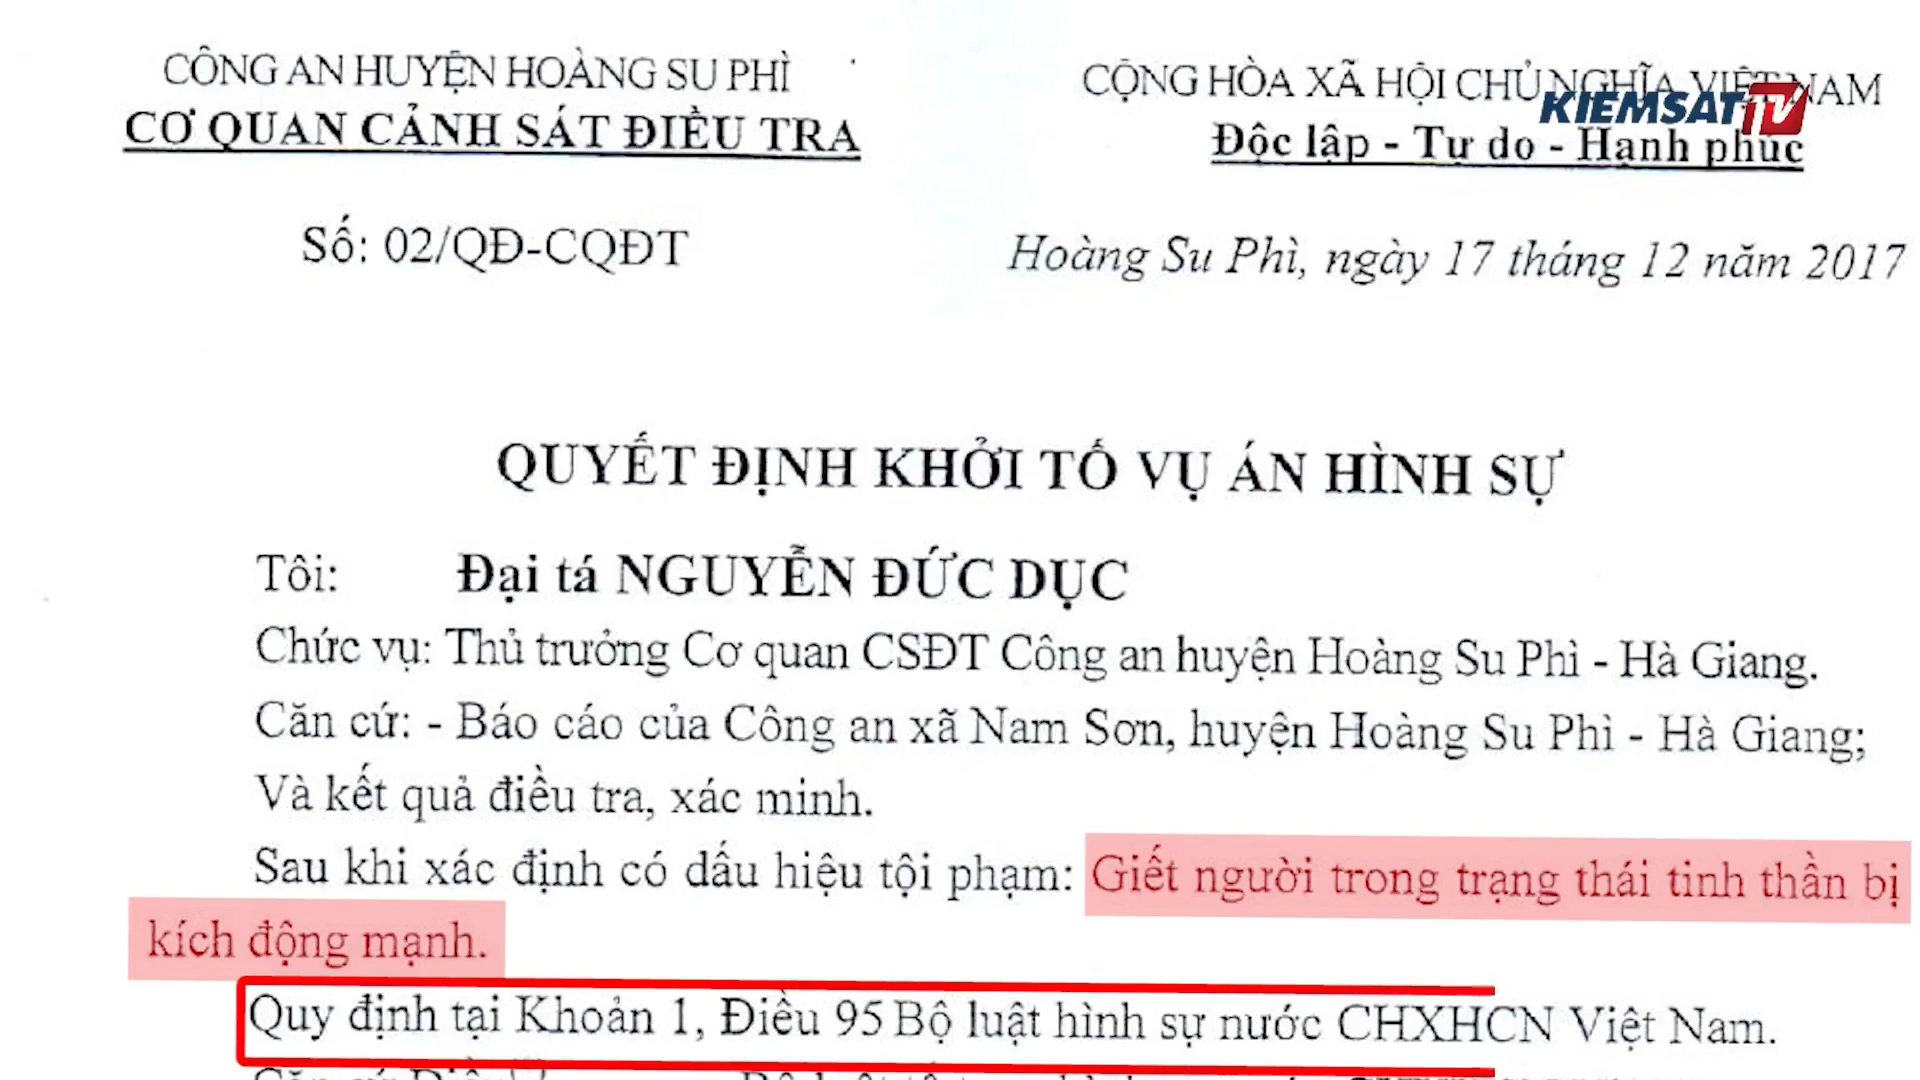 CÔNG AN HUYỆN HOÀNG SU PHÌ
CƠ QUAN CẢNH SÁT ĐIỀU TRA
CỘNG HÒA XÃ HỘI CHỦ NGHĨA VIỆT NAM
KIEMSAT TV
Độc lập - Tự do - Hạnh phúc
Số: 02/QĐ-CQĐT
Hoàng Su Phì, ngày 17 tháng 12 năm 2017
QUYẾT ĐỊNH KHỞI TỐ VỤ ÁN HÌNH SỰ
Tôi: Đại tá NGUYỄN ĐỨC DỤC
Chức vụ: Thủ trưởng Cơ quan CSĐT Công an huyện Hoàng Su Phì - Hà Giang.
Căn cứ: - Báo cáo của Công an xã Nam Sơn, huyện Hoàng Su Phì - Hà Giang;
Và kết quả điều tra, xác minh.
Sau khi xác định có dấu hiệu tội phạm: Giết người trong trạng thái tinh thần bị
kích động mạnh.
Quy định tại Khoản 1, Điều 95 Bộ luật hình sự nước CHXHCN Việt Nam.